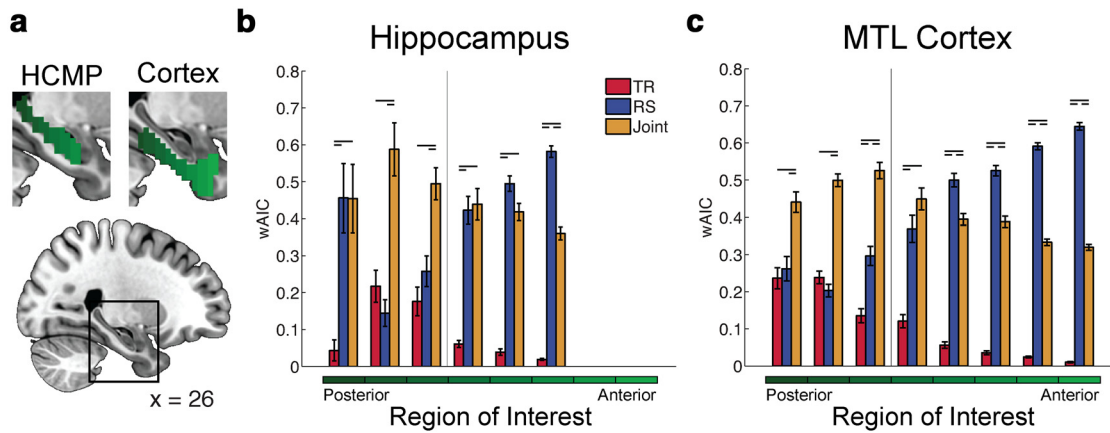 a
HCMP
Cortex
x = 26
b
Hippocampus
0.8
0.7
0.6
0.5
0.4
0.3
0.2
0.1
0
wAIC
TR
RS
Joint
Posterior
Anterior
Region of Interest
c
MTL Cortex
0.8
0.7
0.6
0.5
0.4
0.3
0.2
0.1
0
wAIC
Posterior
Anterior
Region of Interest